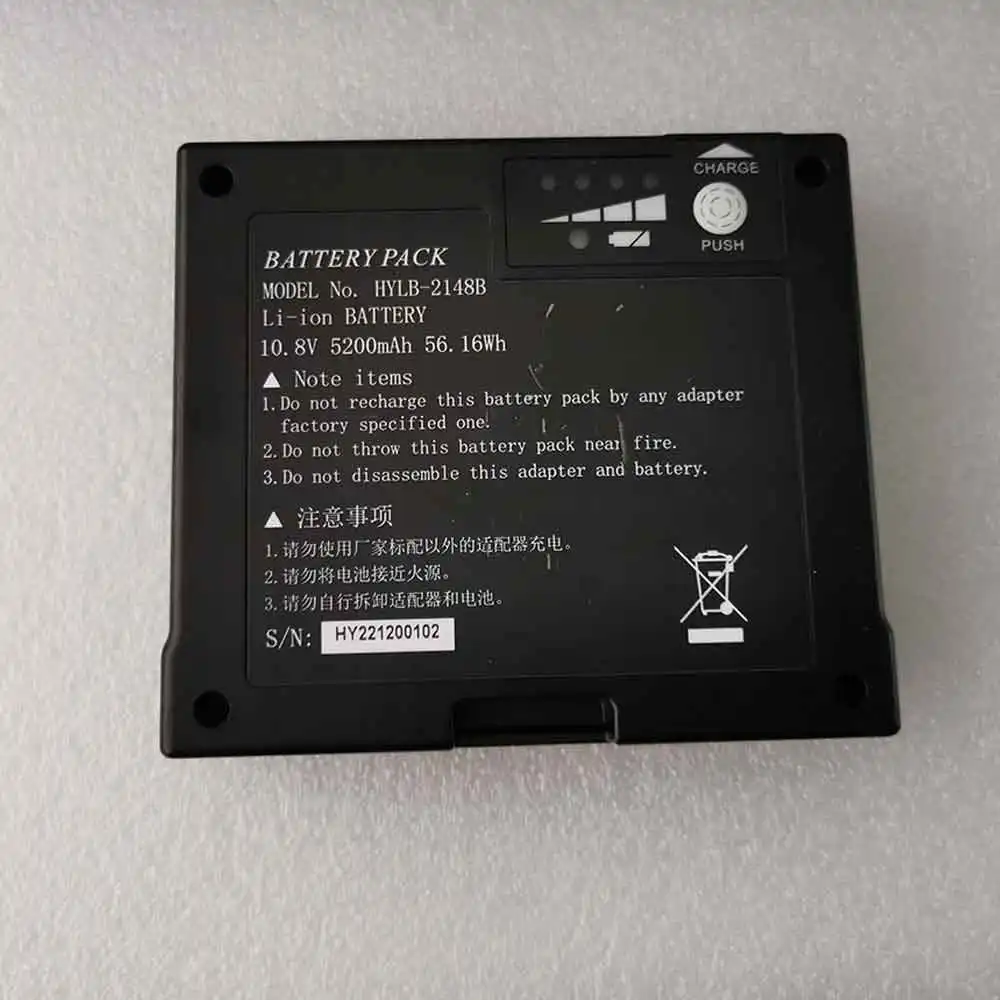 CHARGE
PUSH
BATTERY PACK
MODEL No. HYLB-2148B
Li-ion BATTERY
10.8V 5200mAh 56.16Wh
▲ Note items
1.Do not recharge this battery pack by any adapter
factory specified one.
2.Do not throw this battery pack near fire.
3.Do not disassemble this adapter and battery.
▲ 注意事项
1.请勿使用厂家标配以外的适配器充电。
2.请勿将电池接近火源。
3.请勿自行拆卸适配器和电池。
S/N: HY221200102